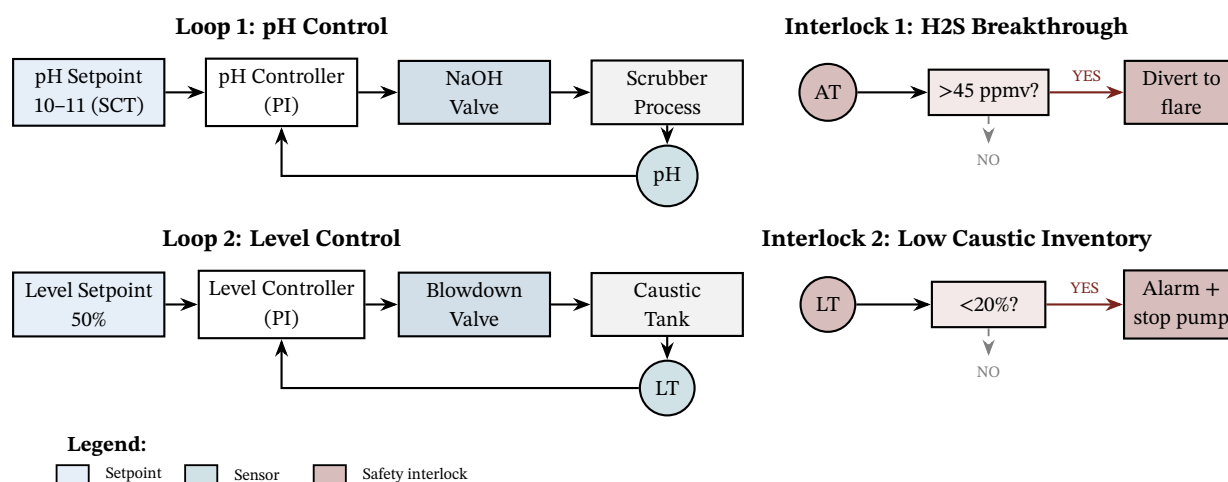 Loop 1: pH Control
pH Setpoint
10–11 (SCT)
pH Controller
(PI)
NaOH
Valve
Scrubber
Process
pH
Interlock 1: H2S Breakthrough
AT
>45 ppmv?
YES
Divert to
flare
NO
Loop 2: Level Control
Level Setpoint
50%
Level Controller
(PI)
Blowdown
Valve
Caustic
Tank
LT
Interlock 2: Low Caustic Inventory
LT
<20%?
YES
Alarm +
stop pump
NO
Legend:
Setpoint
Sensor
Safety interlock